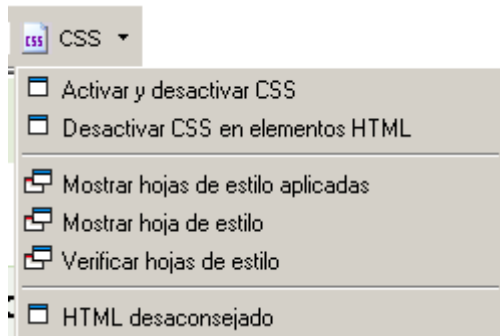 css CSS
Activar y desactivar CSS
Desactivar CSS en elementos HTML
Mostrar hojas de estilo aplicadas
Mostrar hoja de estilo
Verificar hojas de estilo
HTML desaconsejado